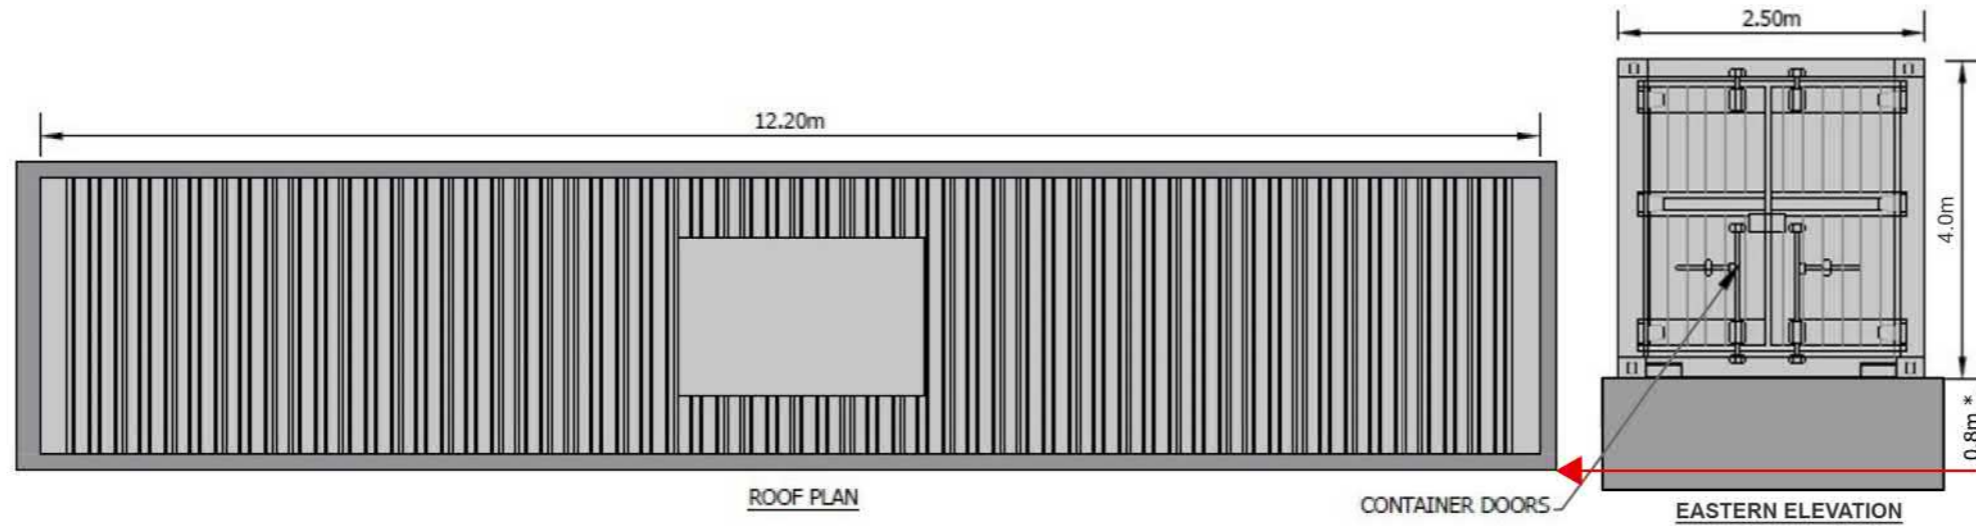 2.50m
12.20m
4.0m
0.8m *
ROOF PLAN
CONTAINER DOORS
EASTERN ELEVATION